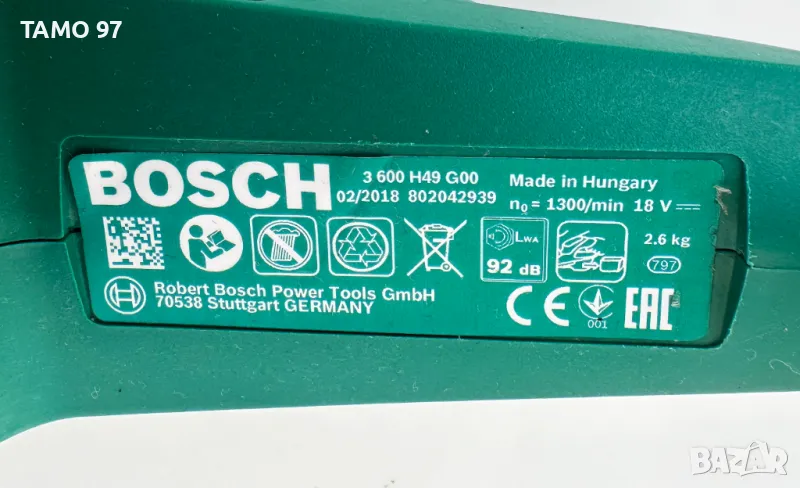 TAMO 97
BOSCH
3 600 H49 G00
02/2018 802042939
Made in Hungary
n0 = 1300/min 18 V
LWA
92 dB
2.6 kg
797
Robert Bosch Power Tools GmbH
70538 Stuttgart GERMANY
CE
001
EAC
BAZAR